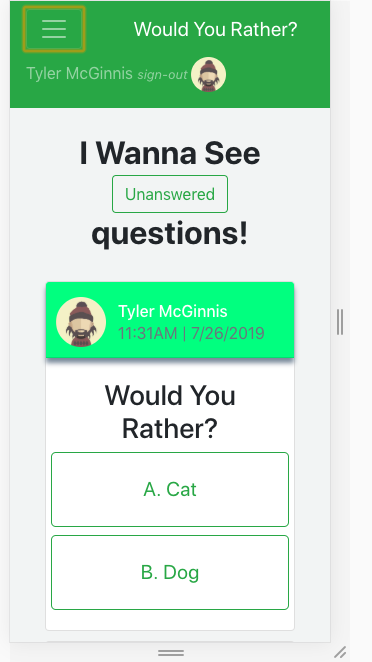 Would You Rather?
Tyler McGinnis sign-out
I Wanna See
Unanswered
questions!
Tyler McGinnis
11:31AM | 7/26/2019
Would You
Rather?
A. Cat
B. Dog